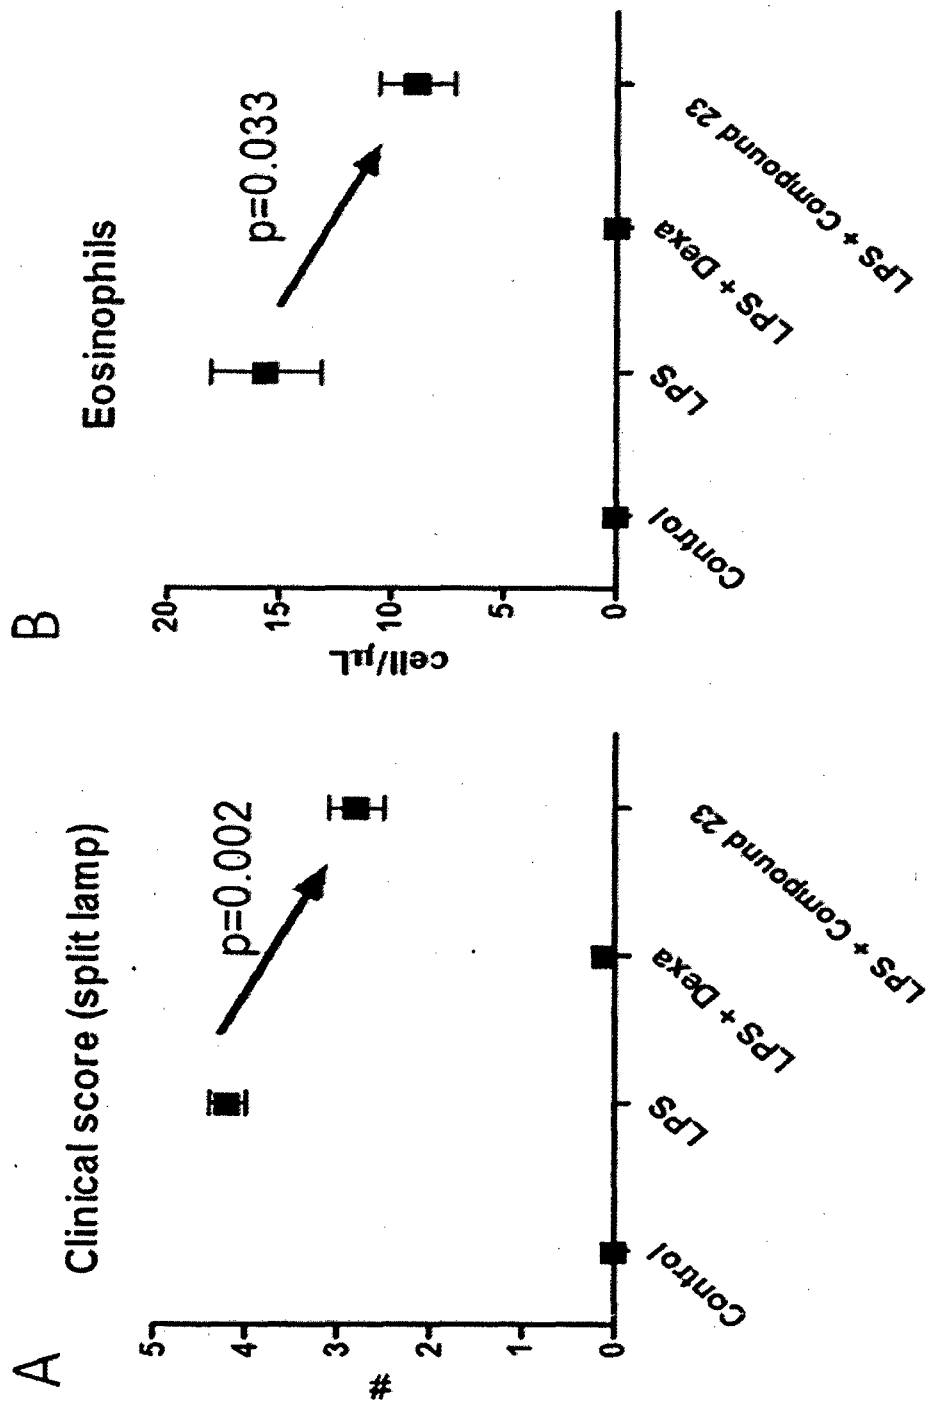 A
Clinical score (split lamp)
5
4
3
2
1
0
#
p=0.002
Control
LPS
LPS + Dexa
LPS + Compound 23
B
Eosinophils
20
15
10
5
0
cell/µL
p=0.033
Control
LPS
LPS + Dexa
LPS + Compound 23